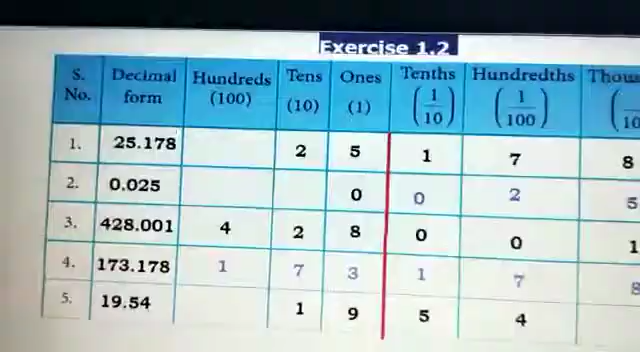 Exercise 1.2
S. No. Decimal form Hundreds (100) Tens (10) Ones (1) Tenths (1/10) Hundredths (1/100)
1. 25.178 2 5 1 7 8
2. 0.025 0 0 2 5
3. 428.001 4 2 8 0 0 1
4. 173.178 1 7 3 1 7 8
5. 19.54 1 9 5 4